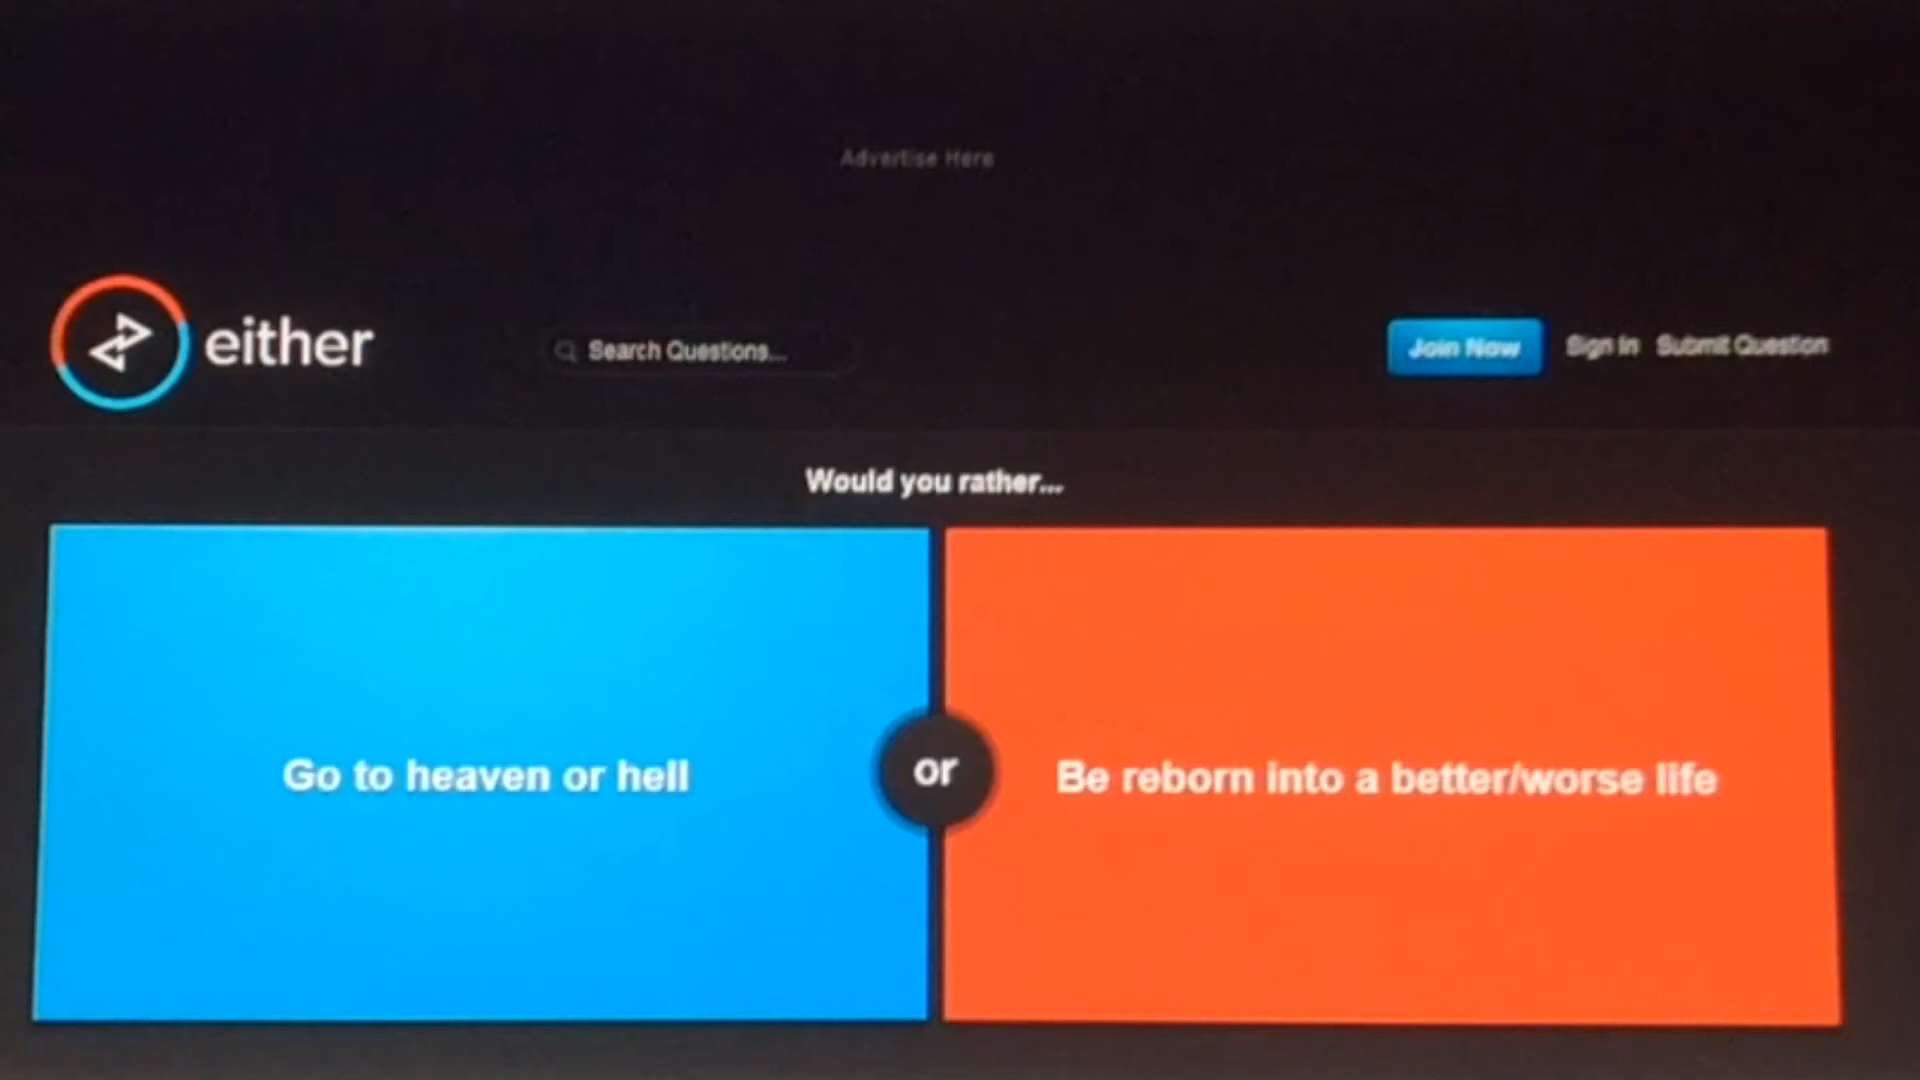 Advertise Here
either
Search Questions...
Join Now Sign In Submit Question
Would you rather...
Go to heaven or hell
or
Be reborn into a better/worse life